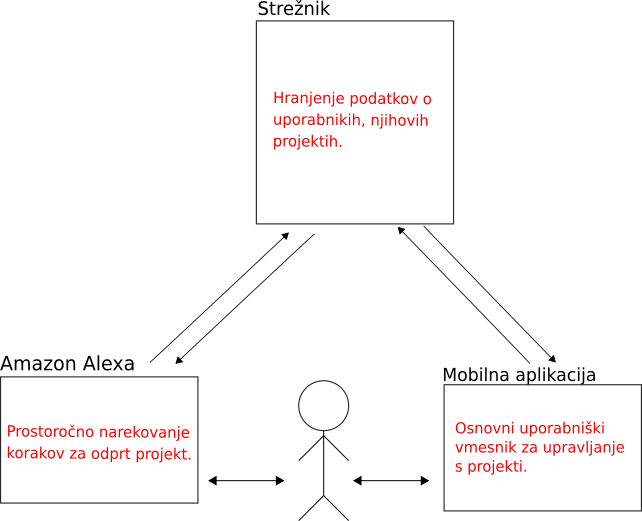 Strežnik
Hranjenje podatkov o
uporabnikih, njihovih
projektih.
Amazon Alexa
Prostoročno narekovanje
korakov za odprt projekt.
Mobilna aplikacija
Osnovni uporabniški
vmesnik za upravljanje
s projekti.